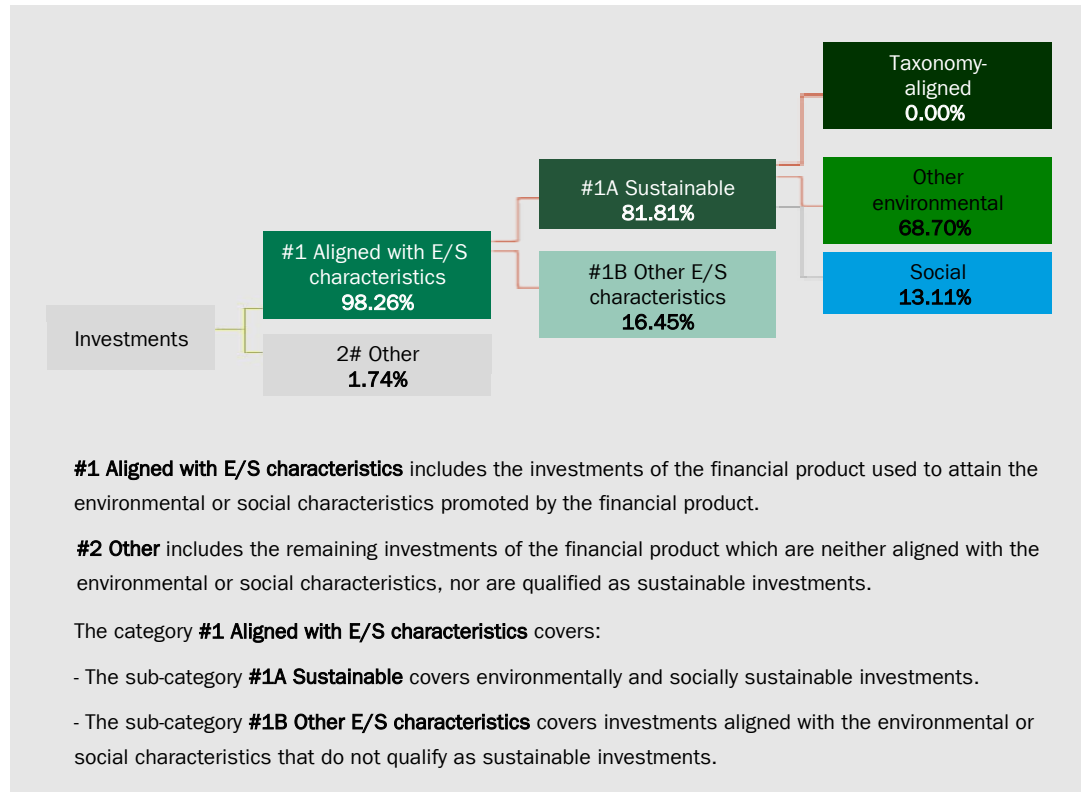 Taxonomy-
aligned
0.00%
#1A Sustainable
81.81%
Other
environmental
68.70%
#1 Aligned with E/S
characteristics
98.26%
#1B Other E/S
characteristics
16.45%
Social
13.11%
Investments
2# Other
1.74%
#1 Aligned with E/S characteristics includes the investments of the financial product used to attain the
environmental or social characteristics promoted by the financial product.
#2 Other includes the remaining investments of the financial product which are neither aligned with the
environmental or social characteristics, nor are qualified as sustainable investments.
The category #1 Aligned with E/S characteristics covers:
- The sub-category #1A Sustainable covers environmentally and socially sustainable investments.
- The sub-category #1B Other E/S characteristics covers investments aligned with the environmental or
social characteristics that do not qualify as sustainable investments.